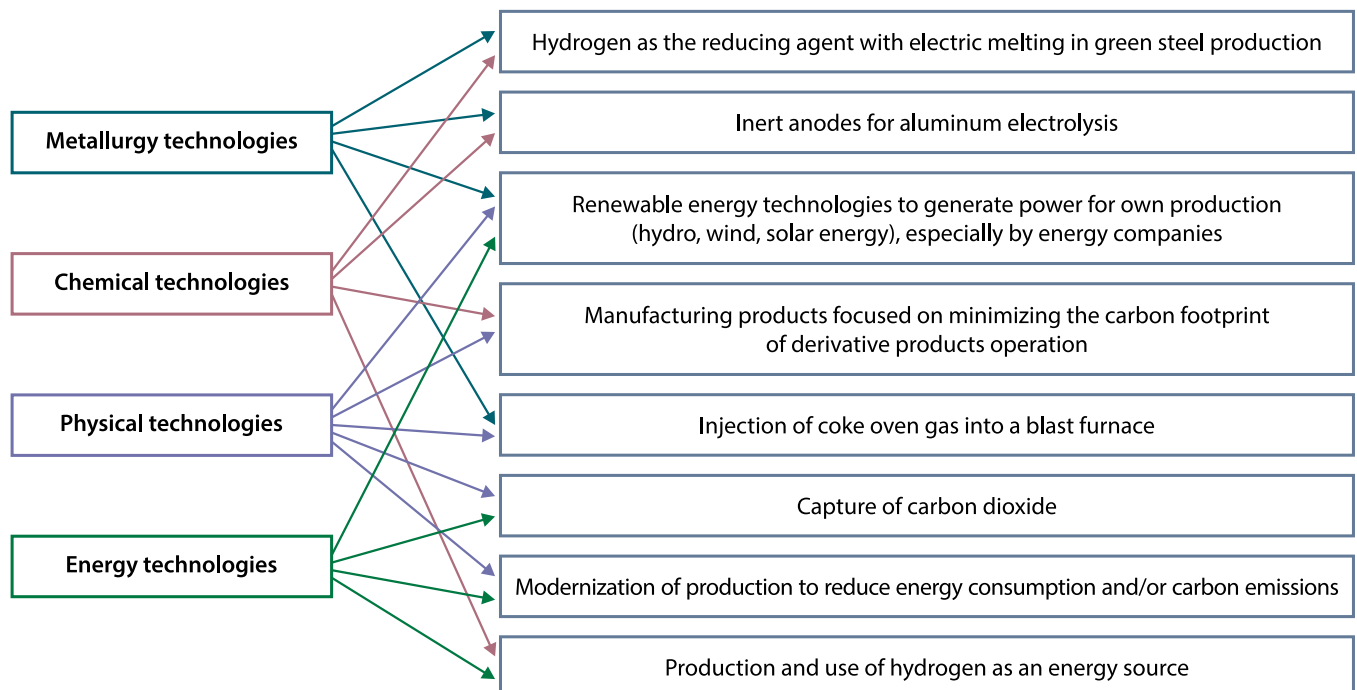 Metallurgy technologies
Chemical technologies
Physical technologies
Energy technologies
Hydrogen as the reducing agent with electric melting in green steel production
Inert anodes for aluminum electrolysis
Renewable energy technologies to generate power for own production
(hydro, wind, solar energy), especially by energy companies
Manufacturing products focused on minimizing the carbon footprint
of derivative products operation
Injection of coke oven gas into a blast furnace
Capture of carbon dioxide
Modernization of production to reduce energy consumption and/or carbon emissions
Production and use of hydrogen as an energy source